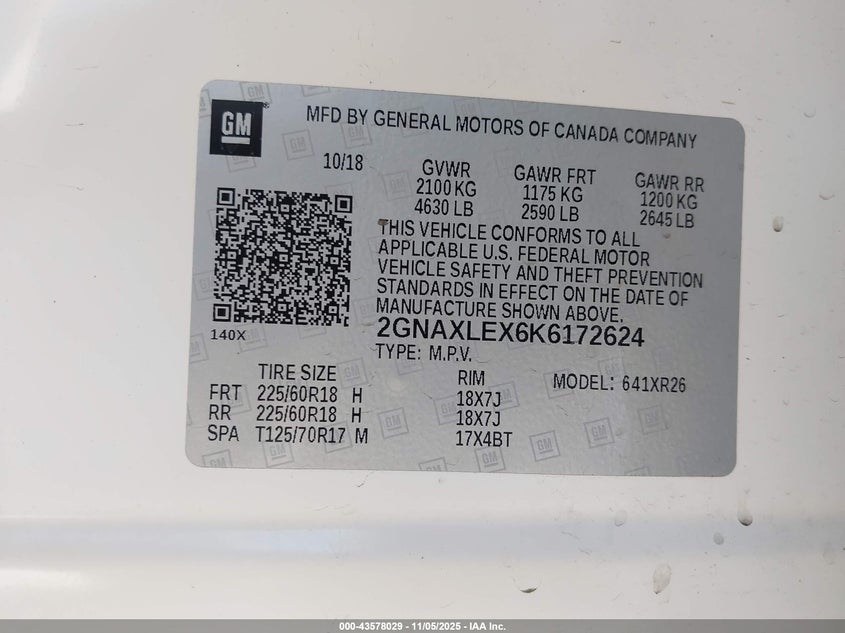 GM
MFD BY GENERAL MOTORS OF CANADA COMPANY
10/18
GVWR
2100 KG
4630 LB
GAWR FRT
1175 KG
2590 LB
GAWR RR
1200 KG
2645 LB
THIS VEHICLE CONFORMS TO ALL
APPLICABLE U.S. FEDERAL MOTOR
VEHICLE SAFETY AND THEFT PREVENTION
STANDARDS IN EFFECT ON THE DATE OF
MANUFACTURE SHOWN ABOVE.
140X
2GNAXLEX6K6172624
TYPE: M.P.V.
TIRE SIZE
RIM
MODEL: 641XR26
FRT 225/60R18 H 18X7J
RR 225/60R18 H 18X7J
SPA T125/70R17 M 17X4BT
000-43578029 - 11/05/2025 - IAA Inc.